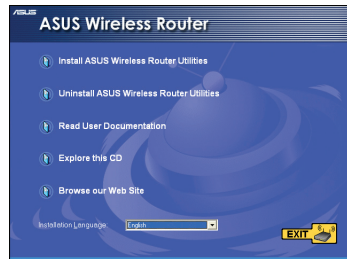 ASUS
ASUS Wireless Router
Install ASUS Wireless Router Utilities
Uninstall ASUS Wireless Router Utilities
Read User Documentation
Explore this CD
Browse our Web Site
Installation Language English
EXIT